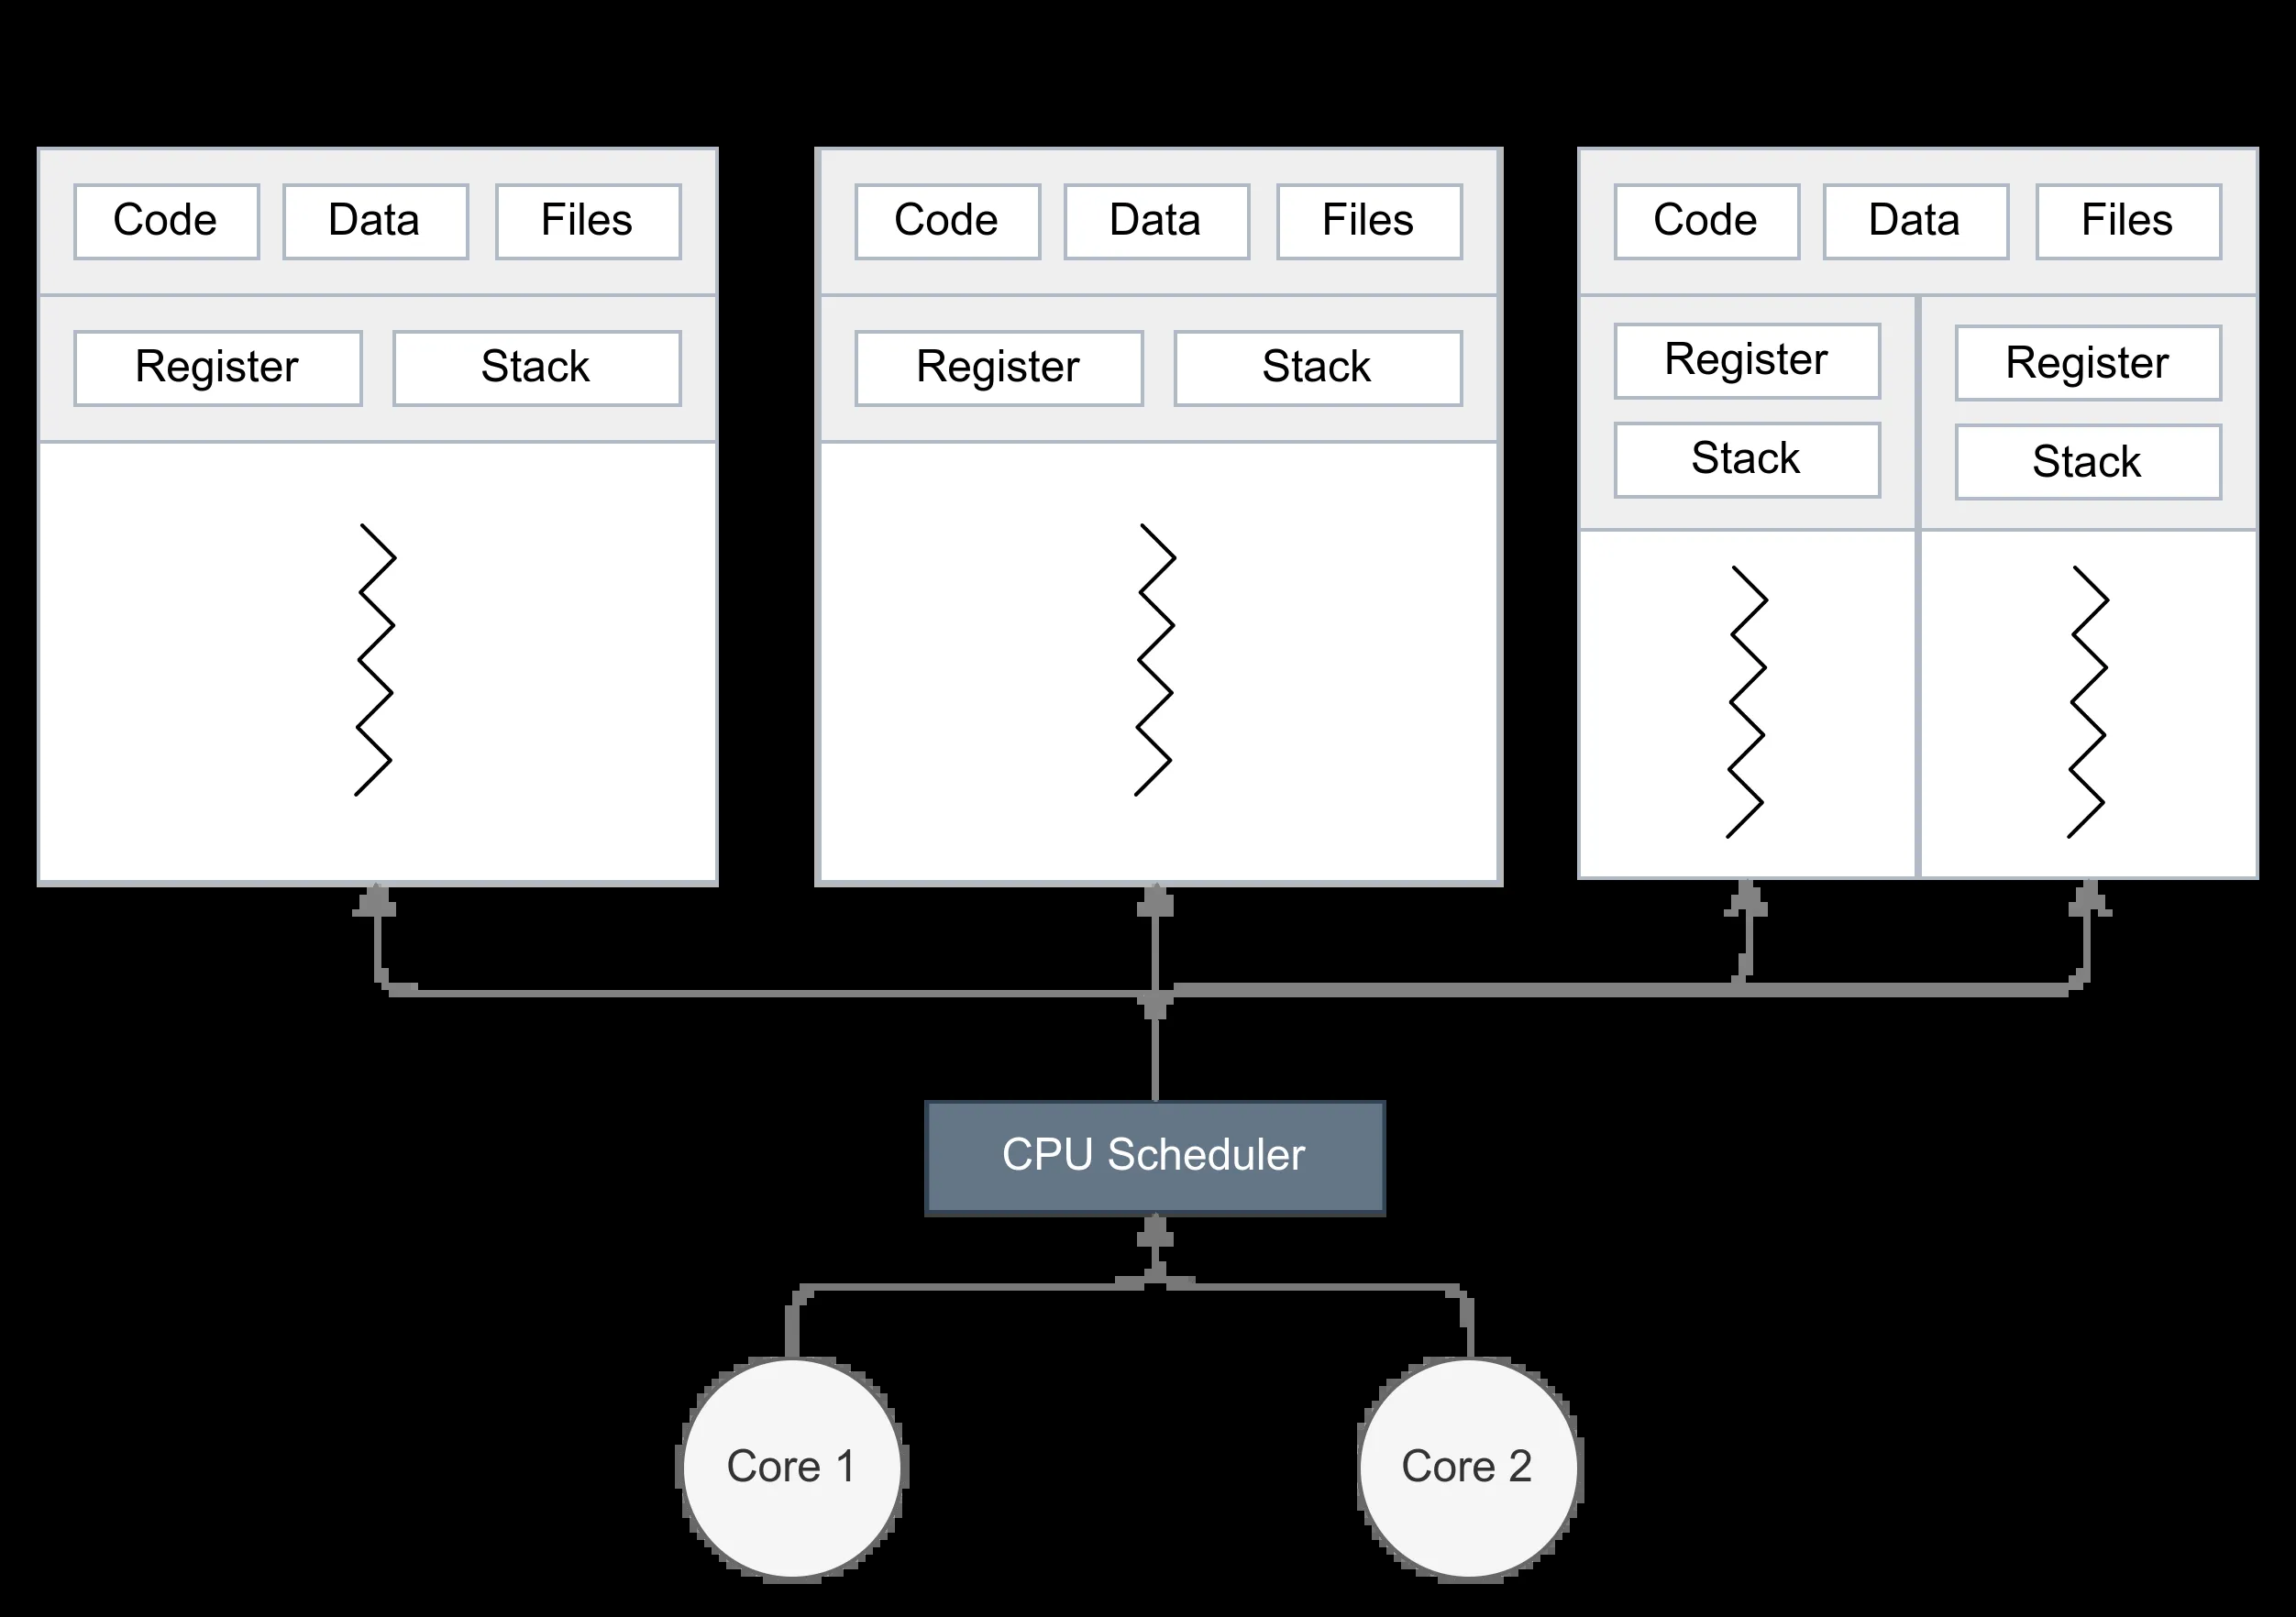 Code Data Files
Register Stack
Code Data Files
Register Stack
Code Data Files
Register
Stack
Register
Stack
CPU Scheduler
Core 1
Core 2